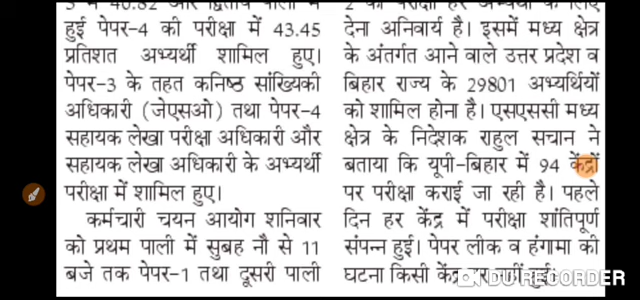 हुई पेपर-4 की परीक्षा में 43.45
प्रतिशत अभ्यर्थी शामिल हुए।
पेपर-3 के तहत कनिष्ठ सांख्यिकी
अधिकारी (जेएसओ) तथा पेपर-4
सहायक लेखा परीक्षा अधिकारी और
सहायक लेखा अधिकारी के अभ्यर्थी
परीक्षा में शामिल हुए।
कर्मचारी चयन आयोग शनिवार
को प्रथम पाली में सुबह नौ से 11
बजे तक पेपर-1 तथा दूसरी पाली
देना अनिवार्य है। इसमें मध्य क्षेत्र
के अंतर्गत आने वाले उत्तर प्रदेश व
बिहार राज्य के 29801 अभ्यर्थियों
को शामिल होना है। एसएससी मध्य
क्षेत्र के निदेशक राहुल सचान ने
बताया कि यूपी-बिहार में 94 केंद्रों
पर परीक्षा कराई जा रही है। पहले
दिन हर केंद्र में परीक्षा शांतिपूर्ण
संपन्न हुई। पेपर लीक व हंगामा की
घटना किसी
DU RECORDER